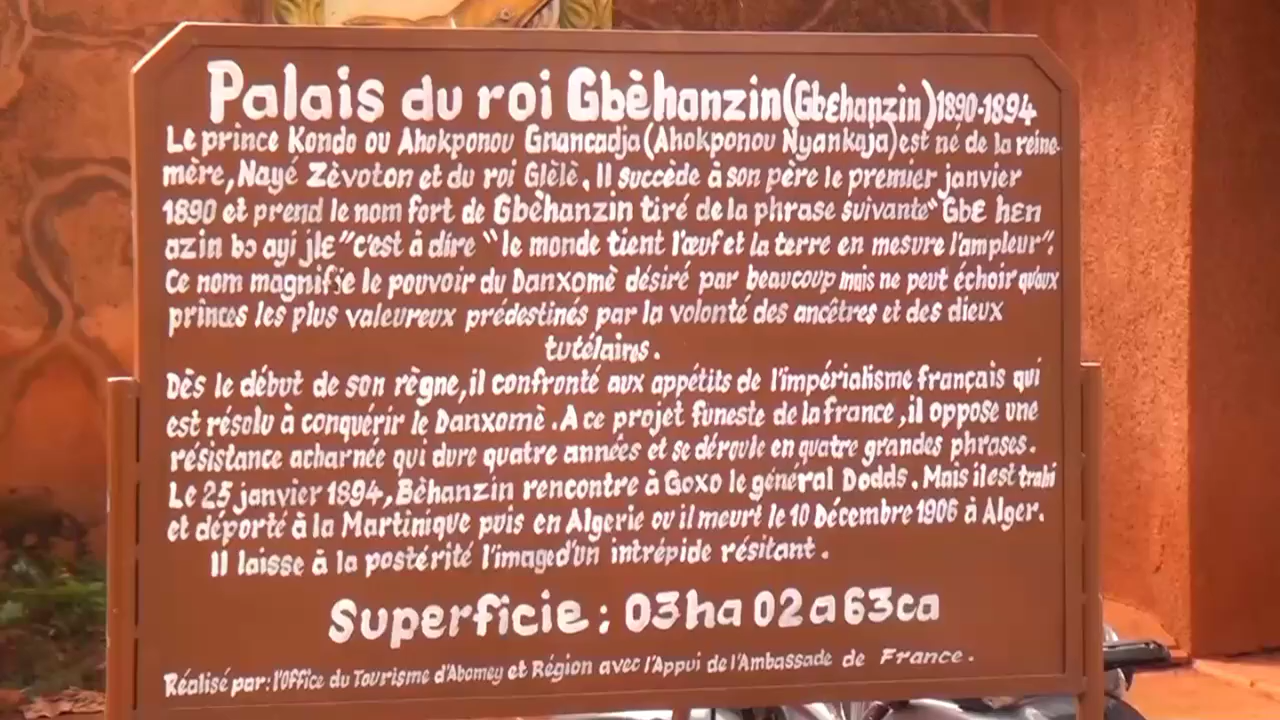 Palais du roi Gbèhanzin(Gbɛhanzin)1890-1894
Le prince Kondo ou Ahokponou Gnancadja(Ahokponou Nyankaja)est né de la reine-
mère, Nayé Zèvoton et du roi Glèlè. Il succède à son père le premier janvier
1890 et prend le nom fort de Gbèhanzin tiré de la phrase suivante" Gbɛ hɛn
azin bɔ ayi jlɛ "c'est à dire "le monde tient l'œuf et la terre en mesure l'ampleur".
Ce nom magnifie le pouvoir du Danxomè désiré par beaucoup mais ne peut échoir qu'aux
princes les plus valeureux prédestinés par la volonté des ancêtres et des dieux
tutélaires.
Dès le début de son règne, il confronté aux appétits de l'impérialisme français qui
est résolu à conquérir le Danxomè. A ce projet funeste de la france, il oppose une
résistance acharnée qui dure quatre années et se déroule en quatre grandes phrases.
Le 25 janvier 1894, Bèhanzin rencontre à Goxo le général Dodds. Mais il est trahi
et déporté à la Martinique puis en Algerie ou il meurt le 10 Décembre 1906 à Alger.
Il laisse à la postérité l'image d'un intrépide résitant.
Superficie : 03ha 02a 63ca
Réalisé par: l'Office du Tourisme d'Abomey et Région avec l'Appui de l'Ambassade de France.